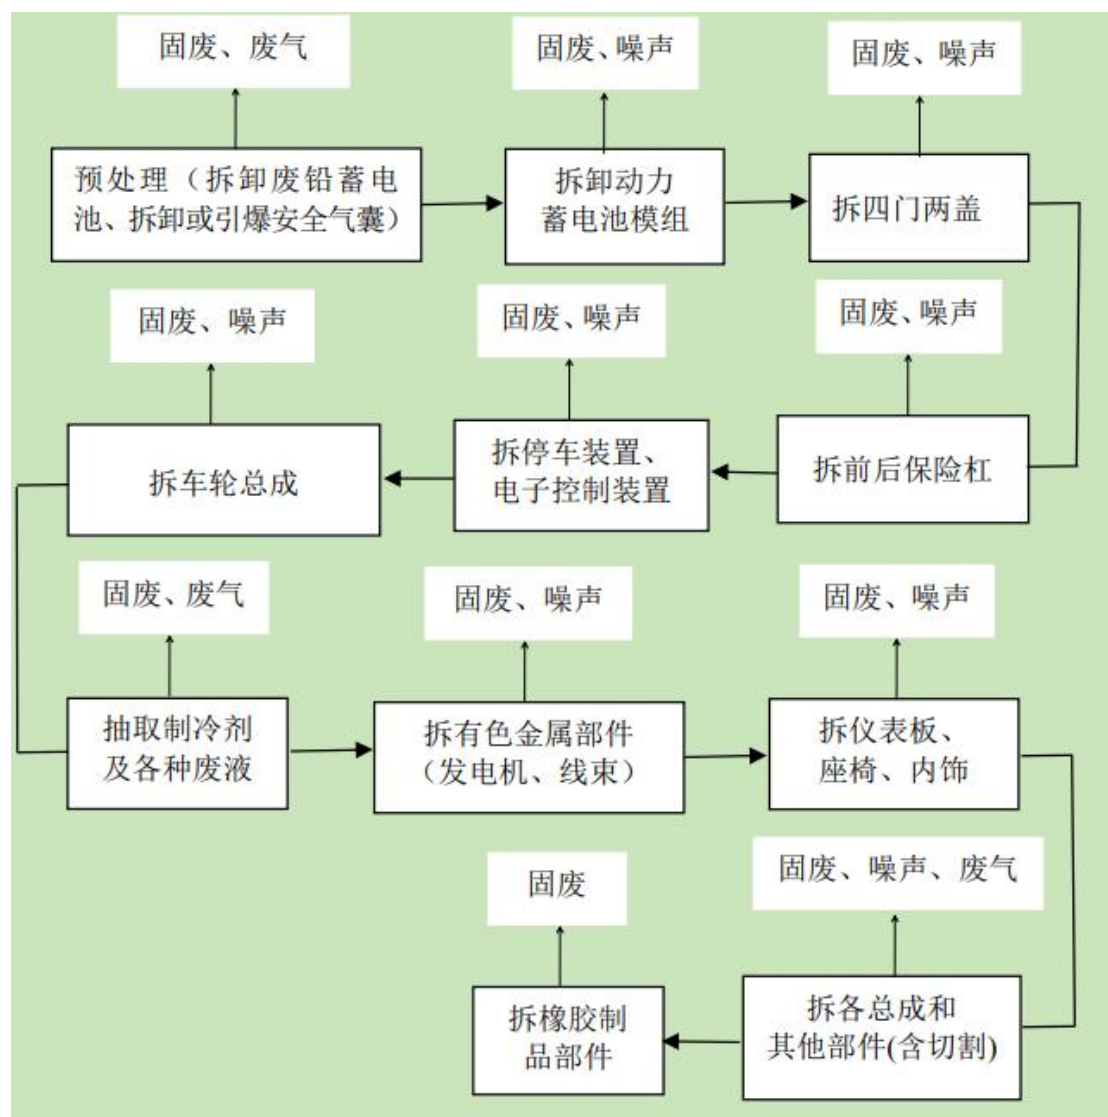 固废、废气
固废、噪声
固废、噪声
预处理（拆卸废铅蓄电
池、拆卸或引爆安全气囊）
拆卸动力
蓄电池模组
拆四门两盖
固废、噪声
固废、噪声
固废、噪声
拆车轮总成
拆停车装置、
电子控制装置
拆前后保险杠
固废、废气
固废、噪声
固废、噪声
抽取制冷剂
及各种废液
拆有色金属部件
（发电机、线束）
拆仪表板、
座椅、内饰
固废
固废、噪声、废气
拆橡胶制
品部件
拆各总成和
其他部件(含切割)